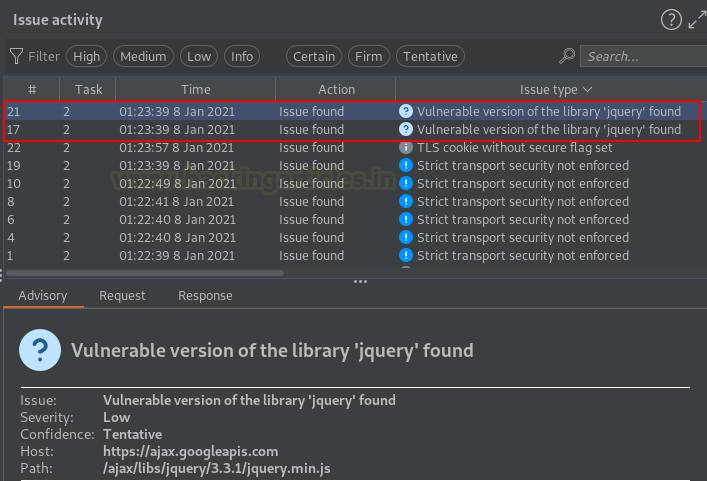 Issue activity
Filter High Medium Low Info Certain Firm Tentative Search...
# Task Time Action Issue type
21 2 01:23:39 8 Jan 2021 Issue found Vulnerable version of the library 'jquery' found
17 2 01:23:39 8 Jan 2021 Issue found Vulnerable version of the library 'jquery' found
22 2 01:23:57 8 Jan 2021 Issue found TLS cookie without secure flag set
19 2 01:23:39 8 Jan 2021 Issue found Strict transport security not enforced
10 2 01:22:49 8 Jan 2021 Issue found Strict transport security not enforced
8 2 01:22:41 8 Jan 2021 Issue found Strict transport security not enforced
6 2 01:22:40 8 Jan 2021 Issue found Strict transport security not enforced
4 2 01:22:40 8 Jan 2021 Issue found Strict transport security not enforced
1 2 01:22:39 8 Jan 2021 Issue found Strict transport security not enforced
www.hackingarticles.in
Advisory Request Response
Vulnerable version of the library 'jquery' found
Issue: Vulnerable version of the library 'jquery' found
Severity: Low
Confidence: Tentative
Host: https://ajax.googleapis.com
Path: /ajax/libs/jquery/3.3.1/jquery.min.js